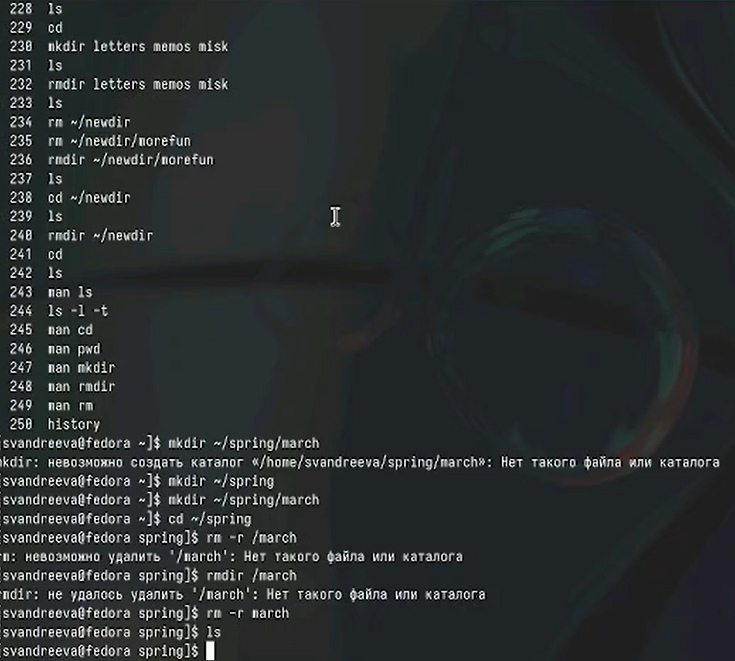 228 ls
229 cd
230 mkdir letters memos misk
231 ls
232 rmdir letters memos misk
233 ls
234 rm ~/newdir
235 rm ~/newdir/morefun
236 rmdir ~/newdir/morefun
237 ls
238 cd ~/newdir
239 ls
240 rmdir ~/newdir
241 cd
242 ls
243 man ls
244 ls -l -t
245 man cd
246 man pwd
247 man mkdir
248 man rmdir
249 man rm
250 history
[svandreeva@fedora ~]$ mkdir ~/spring/march
mkdir: невозможно создать каталог «/home/svandreeva/spring/march»: Нет такого файла или каталога
[svandreeva@fedora ~]$ mkdir ~/spring
[svandreeva@fedora ~]$ mkdir ~/spring/march
[svandreeva@fedora ~]$ cd ~/spring
[svandreeva@fedora spring]$ rm -r /march
rm: невозможно удалить '/march': Нет такого файла или каталога
[svandreeva@fedora spring]$ rmdir /march
rmdir: не удалось удалить '/march': Нет такого файла или каталога
[svandreeva@fedora spring]$ rm -r march
[svandreeva@fedora spring]$ ls
[svandreeva@fedora spring]$